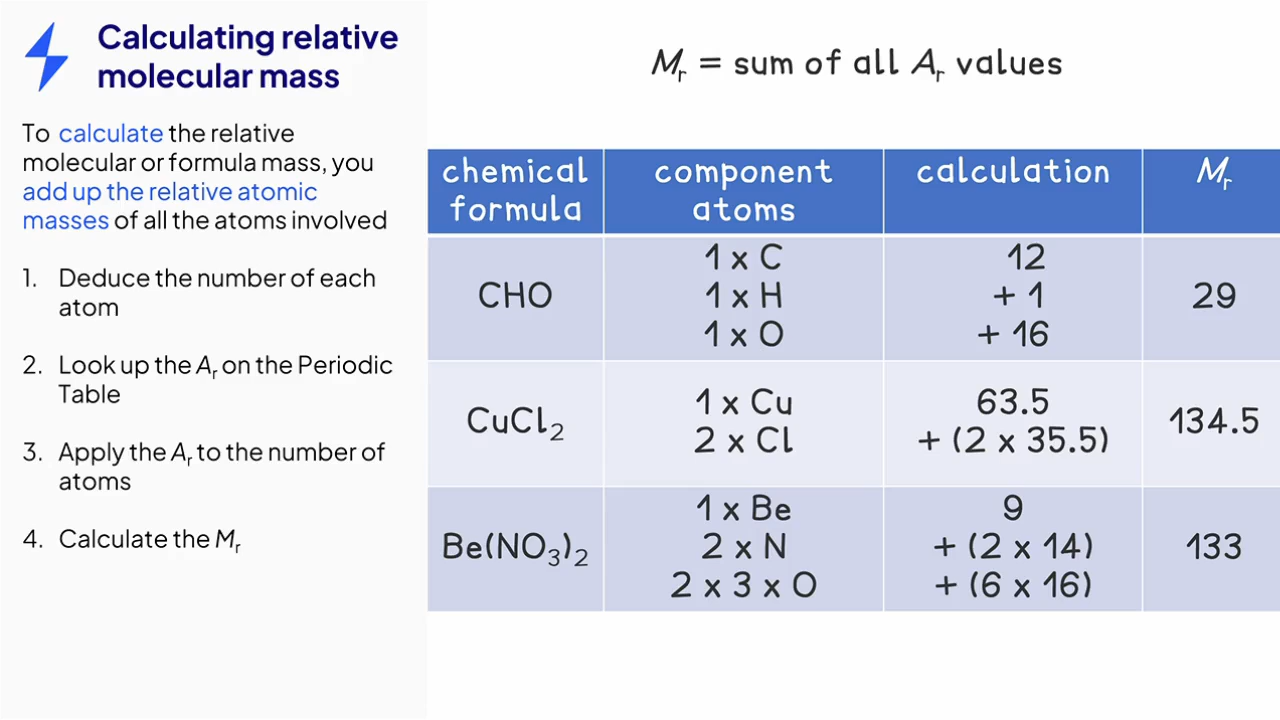 Calculating relative
molecular mass
To calculate the relative
molecular or formula mass, you
add up the relative atomic
masses of all the atoms involved
1. Deduce the number of each
atom
2. Look up the Aᵣ on the Periodic
Table
3. Apply the Aᵣ to the number of
atoms
4. Calculate the Mᵣ
Mᵣ = sum of all Aᵣ values
chemical
formula
component
atoms
calculation
Mᵣ
CHO
1 x C
1 x H
1 x O
12
+ 1
+ 16
29
CuCl₂
1 x Cu
2 x Cl
63.5
+ (2 x 35.5)
134.5
Be(NO₃)₂
1 x Be
2 x N
2 x 3 x O
9
+ (2 x 14)
+ (6 x 16)
133